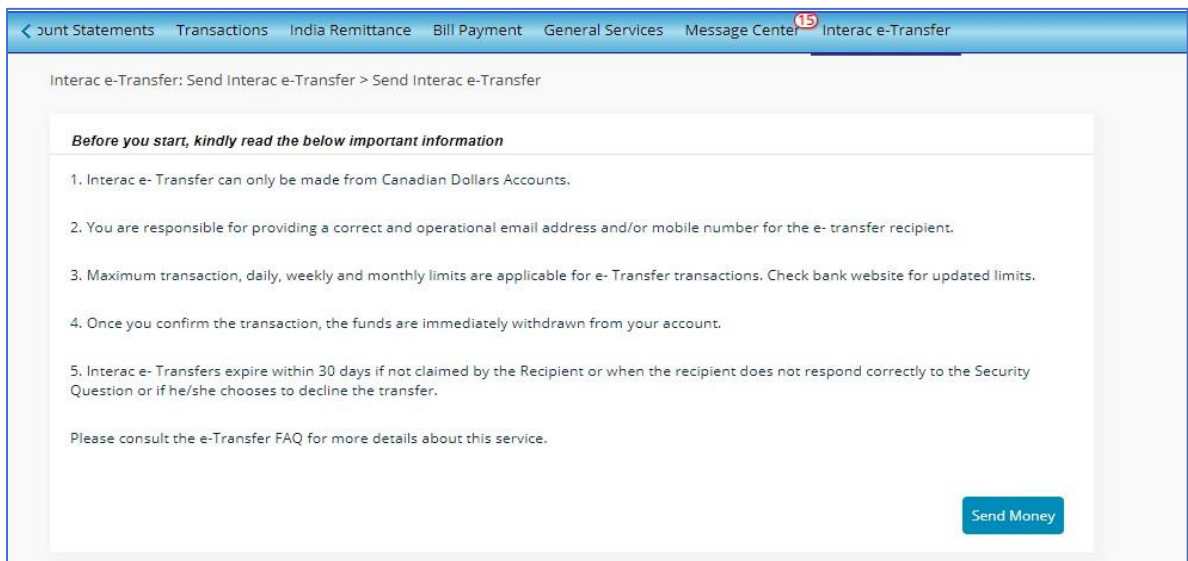 ount Statements Transactions India Remittance Bill Payment General Services Message Center 15 Interac e-Transfer
Interac e-Transfer: Send Interac e-Transfer > Send Interac e-Transfer
Before you start, kindly read the below important information
1. Interac e- Transfer can only be made from Canadian Dollars Accounts.
2. You are responsible for providing a correct and operational email address and/or mobile number for the e- transfer recipient.
3. Maximum transaction, daily, weekly and monthly limits are applicable for e- Transfer transactions. Check bank website for updated limits.
4. Once you confirm the transaction, the funds are immediately withdrawn from your account.
5. Interac e- Transfers expire within 30 days if not claimed by the Recipient or when the recipient does not respond correctly to the Security
Question or if he/she chooses to decline the transfer.
Please consult the e-Transfer FAQ for more details about this service.
Send Money